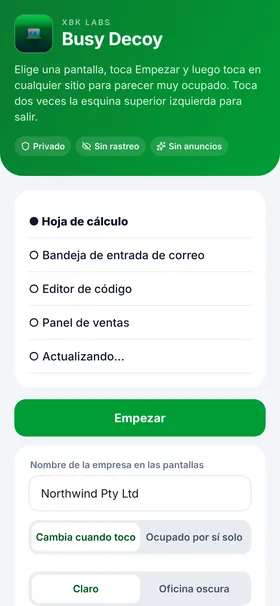 XBK LABS
Busy Decoy
Elige una pantalla, toca Empezar y luego toca en
cualquier sitio para parecer muy ocupado. Toca
dos veces la esquina superior izquierda para
salir.
Privado
Sin rastreo
Sin anuncios
Hoja de cálculo
Bandeja de entrada de correo
Editor de código
Panel de ventas
Actualizando...
Empezar
Nombre de la empresa en las pantallas
Northwind Pty Ltd
Cambia cuando toco
Ocupado por sí solo
Claro
Oficina oscura